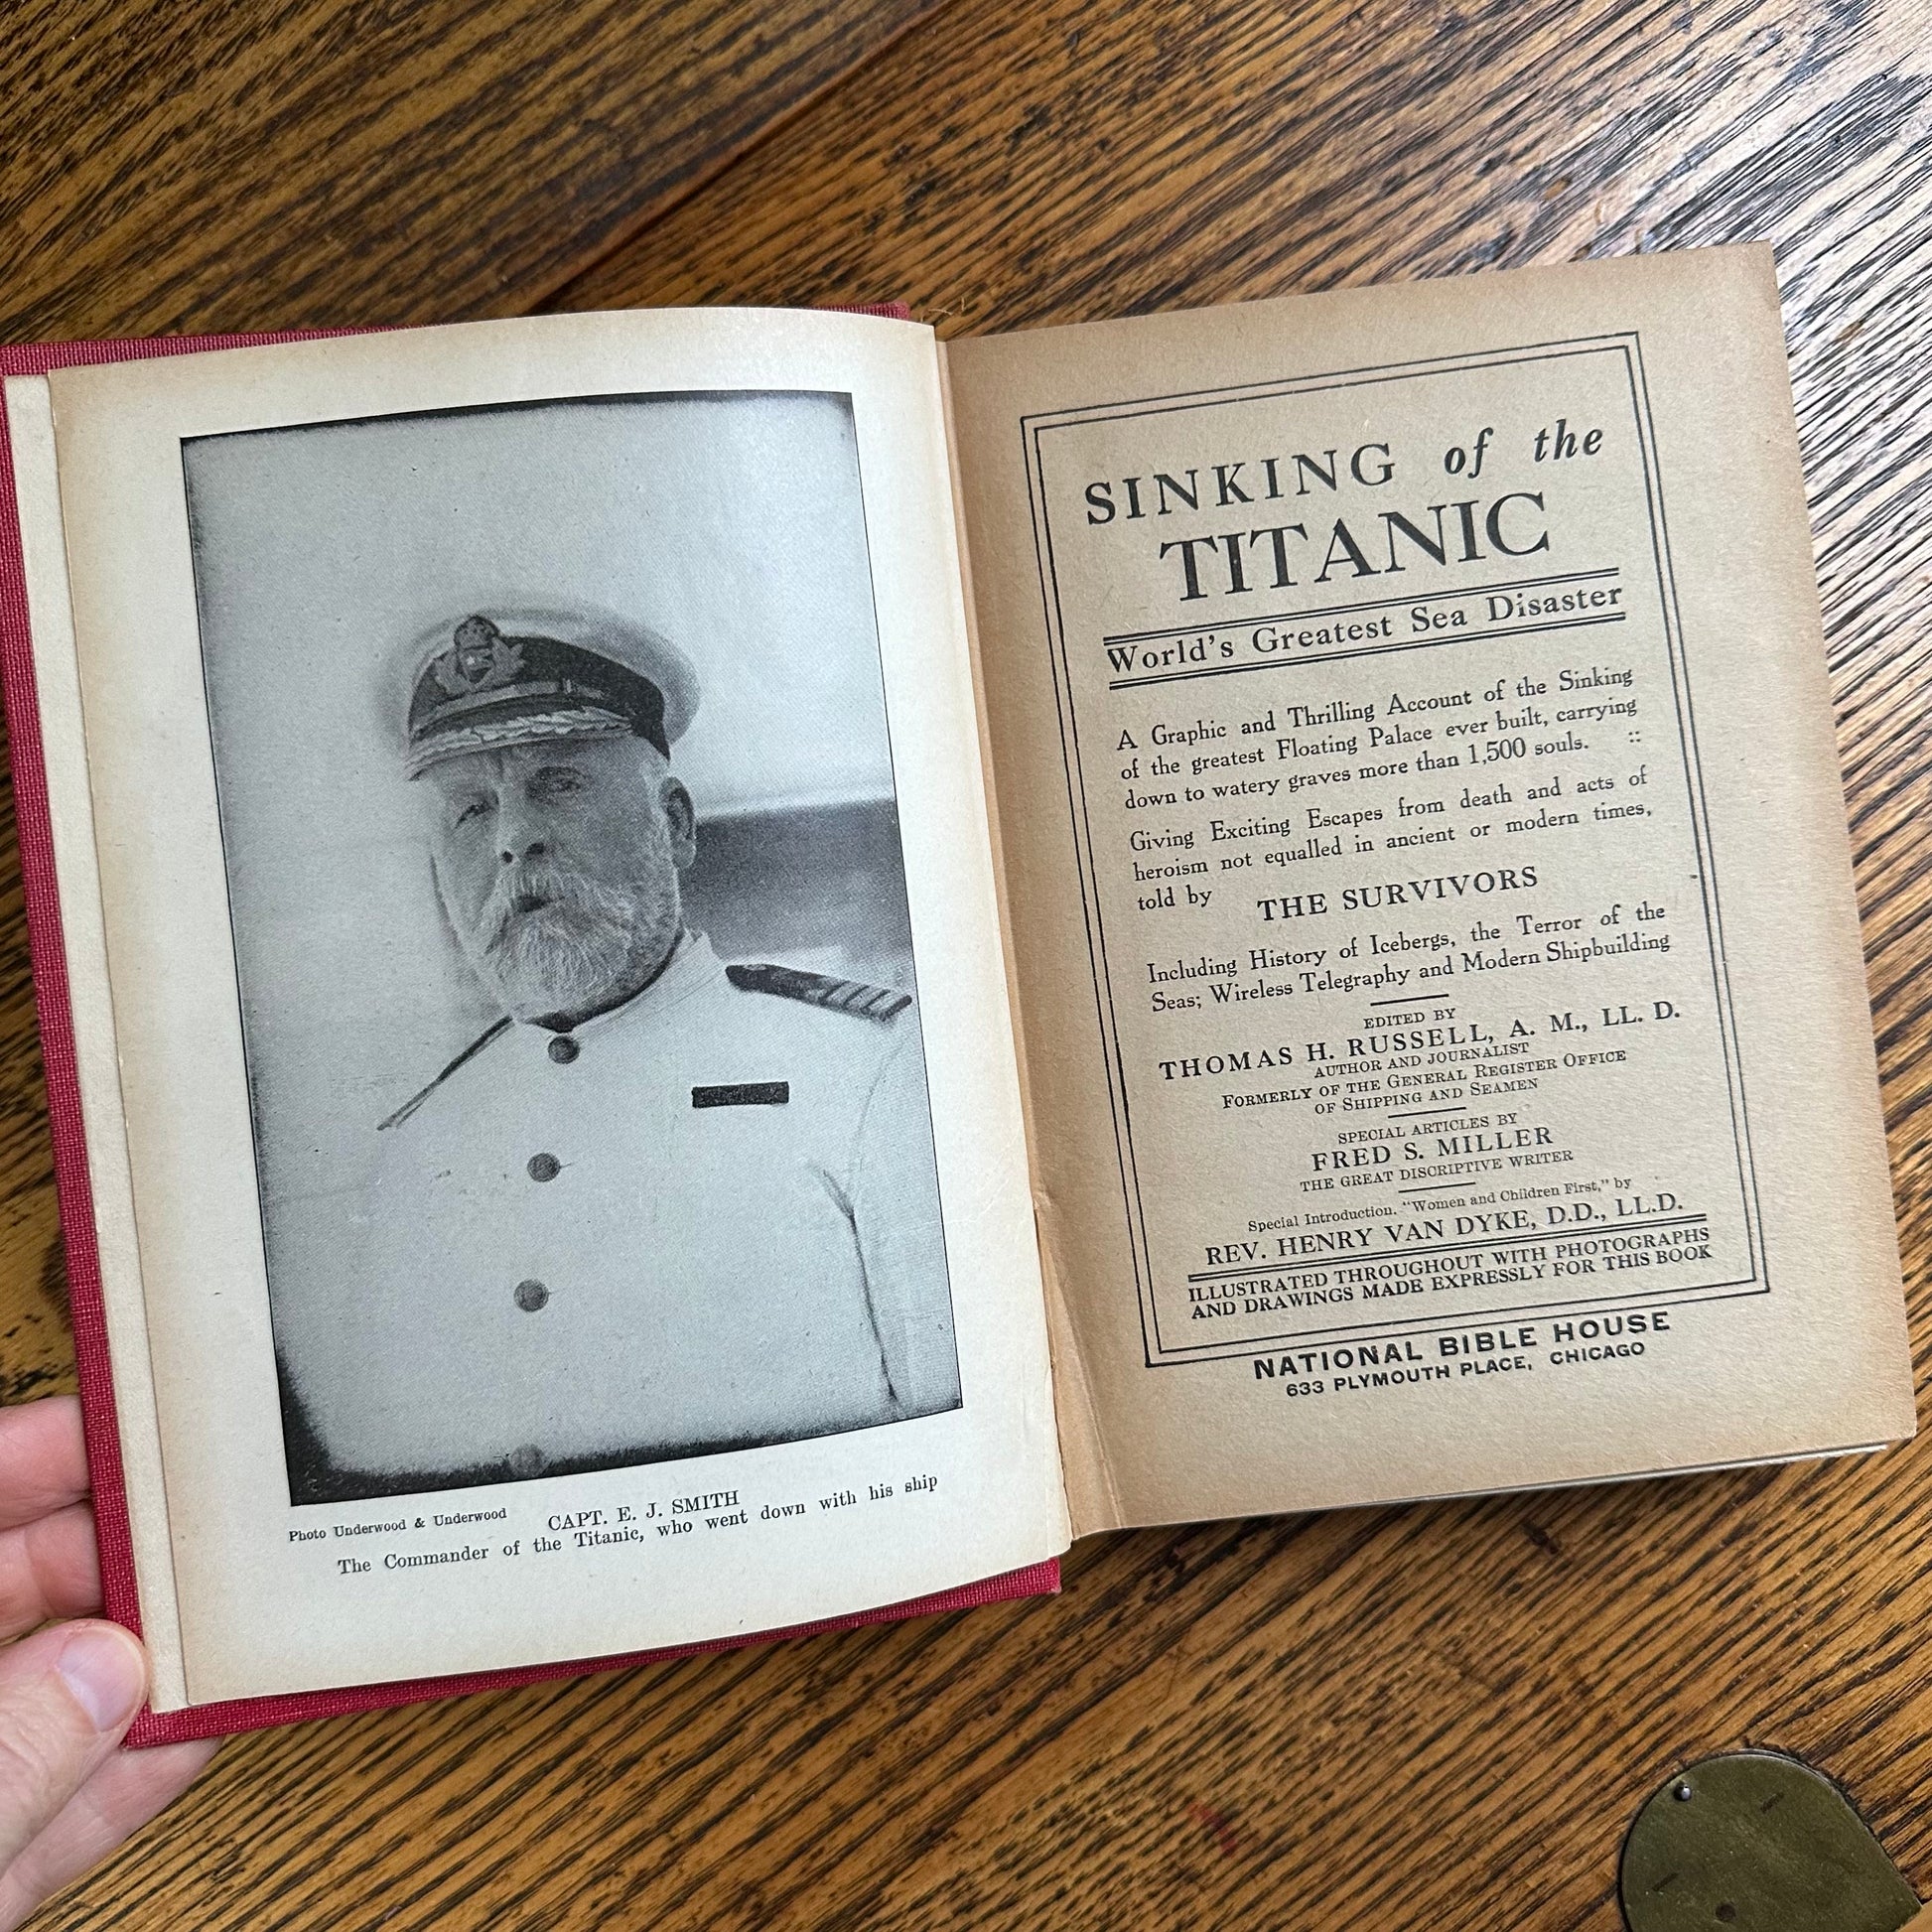 Photo Underwood & Underwood
CAPT. E. J. SMITH
The Commander of the Titanic, who went down with his ship
SINKING of the
TITANIC
World's Greatest Sea Disaster
A Graphic and Thrilling Account of the Sinking
of the greatest Floating Palace ever built, carrying
down to watery graves more than 1,500 souls. ::
Giving Exciting Escapes from death and acts of
heroism not equalled in ancient or modern times,
told by
THE SURVIVORS
Including History of Icebergs, the Terror of the
Seas; Wireless Telegraphy and Modern Shipbuilding
EDITED BY
THOMAS H. RUSSELL, A. M., LL. D.
AUTHOR AND JOURNALIST
FORMERLY OF THE GENERAL REGISTER OFFICE
OF SHIPPING AND SEAMEN
SPECIAL ARTICLES BY
FRED S. MILLER
THE GREAT DISCRIPTIVE WRITER
Special Introduction. "Women and Children First," by
REV. HENRY VAN DYKE, D.D., LL.D.
ILLUSTRATED THROUGHOUT WITH PHOTOGRAPHS
AND DRAWINGS MADE EXPRESSLY FOR THIS BOOK
NATIONAL BIBLE HOUSE
633 PLYMOUTH PLACE, CHICAGO